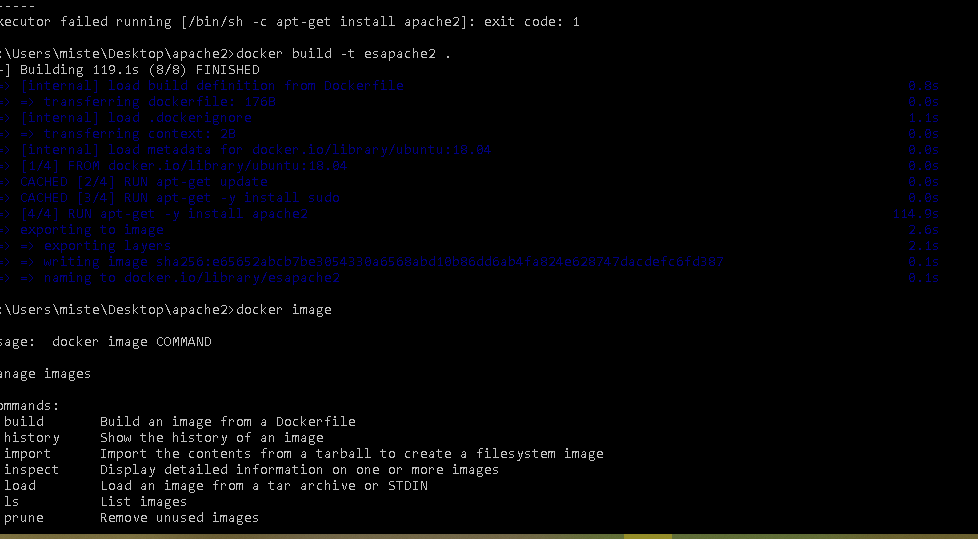 -----
xecutor failed running [/bin/sh -c apt-get install apache2]: exit code: 1
:\Users\miste\Desktop\apache2>docker build -t esapache2 .
+] Building 119.1s (8/8) FINISHED
=> [internal] load build definition from Dockerfile 0.0s
=> => transferring dockerfile: 176B 0.0s
=> [internal] load .dockerignore 1.1s
=> => transferring context: 2B 0.0s
=> [internal] load metadata for docker.io/library/ubuntu:18.04 0.0s
=> [1/4] FROM docker.io/library/ubuntu:18.04 0.0s
=> CACHED [2/4] RUN apt-get update 0.0s
=> CACHED [3/4] RUN apt-get -y install sudo 0.0s
=> [4/4] RUN apt-get -y install apache2 114.9s
=> exporting to image 2.6s
=> => exporting layers 2.1s
=> => writing image 0.1s
=> => naming to docker.io/library/esapache2 0.1s
:\Users\miste\Desktop\apache2>docker image
sage:  docker image COMMAND
anage images
ommands:
build       Build an image from a Dockerfile
history     Show the history of an image
import      Import the contents from a tarball to create a filesystem image
inspect     Display detailed information on one or more images
load        Load an image from a tar archive or STDIN
ls          List images
prune       Remove unused images